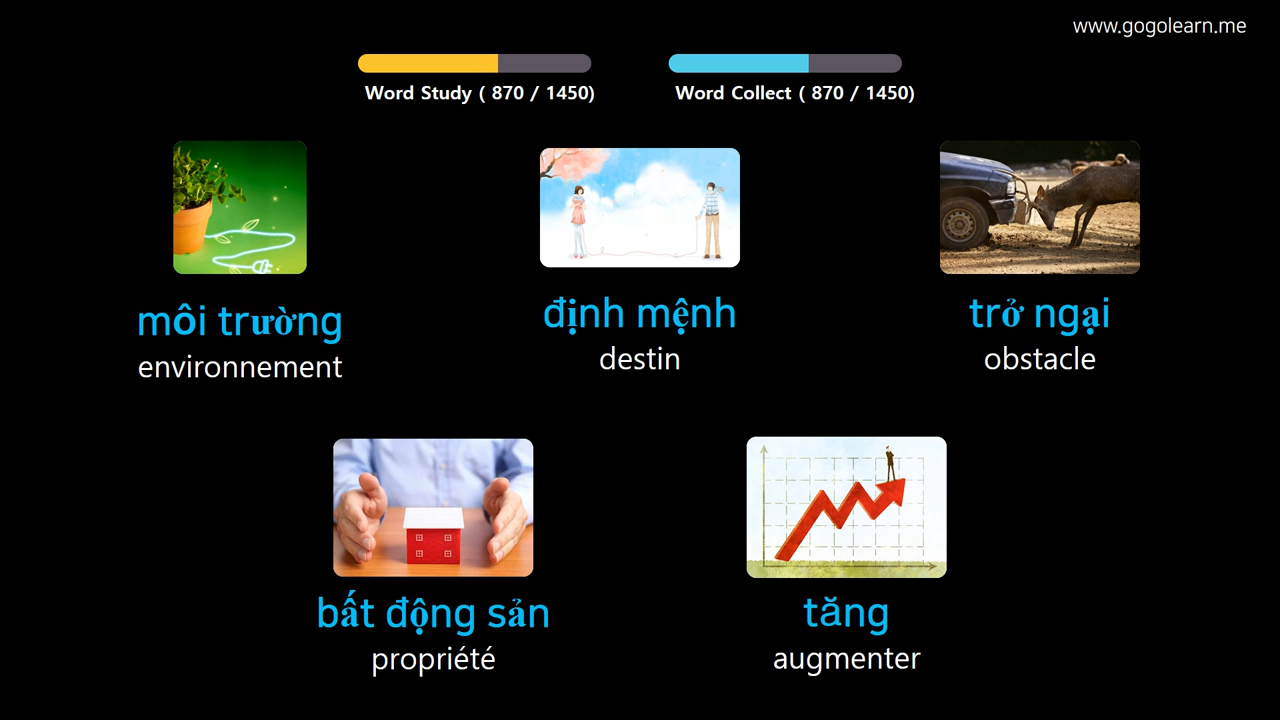 www.gogolearn.me
Word Study ( 870 / 1450)
Word Collect ( 870 / 1450)
môi trường
environnement
định mệnh
destin
trở ngại
obstacle
bất động sản
propriété
tăng
augmenter